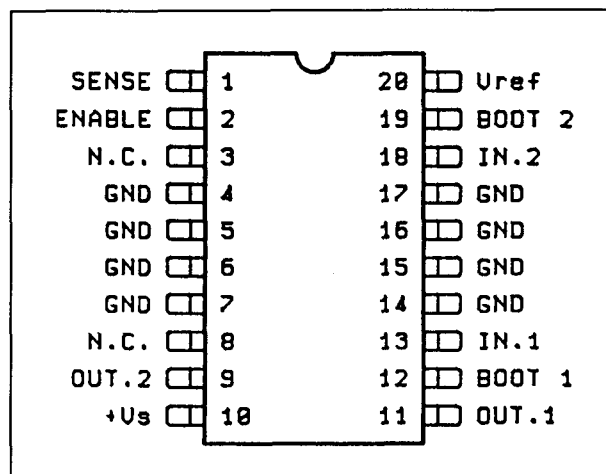 SENSE 1 20 Vref
ENABLE 2 19 BOOT 2
N.C. 3 18 IN.2
GND 4 17 GND
GND 5 16 GND
GND 6 15 GND
GND 7 14 GND
N.C. 8 13 IN.1
OUT.2 9 12 BOOT 1
+Vs 10 11 OUT.1